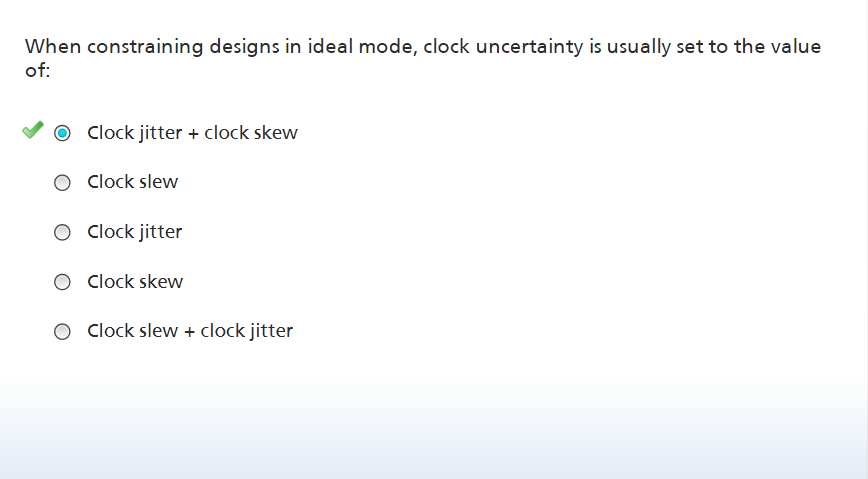 When constraining designs in ideal mode, clock uncertainty is usually set to the value
of:
Clock jitter + clock skew
Clock slew
Clock jitter
Clock skew
Clock slew + clock jitter